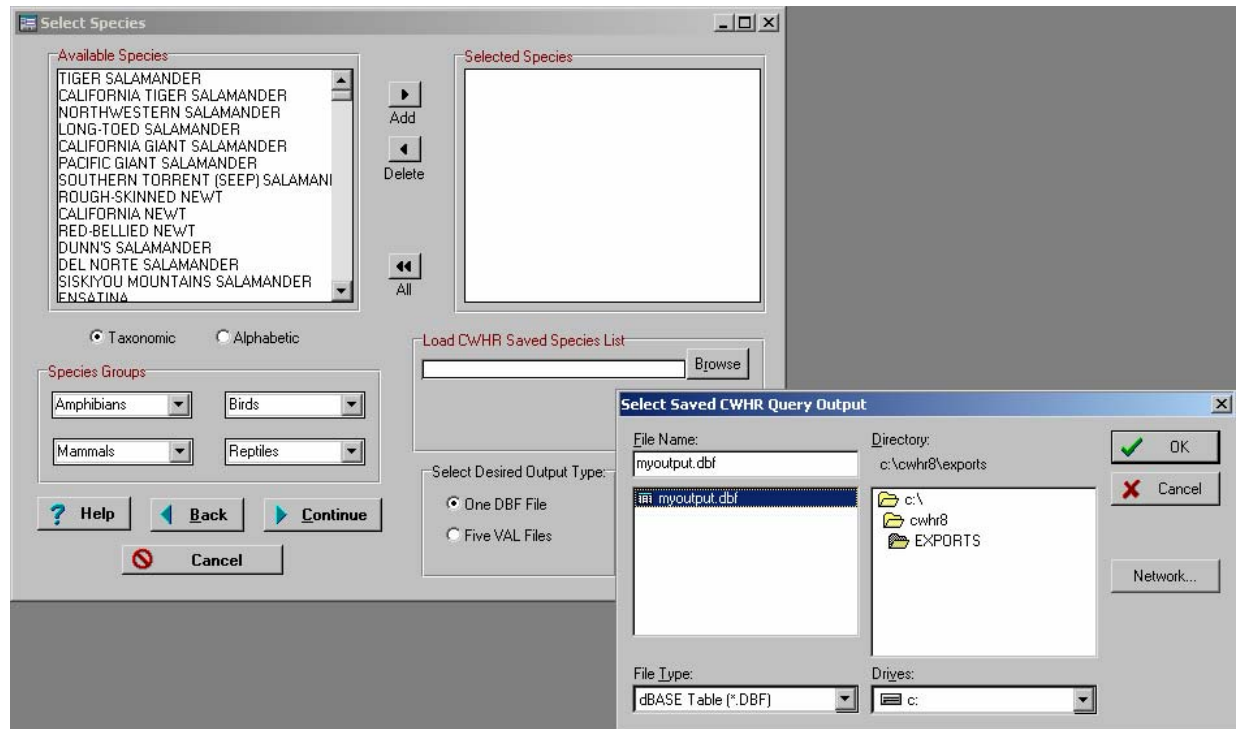 Select Species
Available Species
TIGER SALAMANDER
CALIFORNIA TIGER SALAMANDER
NORTHWESTERN SALAMANDER
LONG-TOED SALAMANDER
CALIFORNIA GIANT SALAMANDER
PACIFIC GIANT SALAMANDER
SOUTHERN TORRENT (SEEP) SALAMANI
ROUGH-SKINNED NEWT
CALIFORNIA NEWT
RED-BELLIED NEWT
DUNN'S SALAMANDER
DEL NORTE SALAMANDER
SISKIYOU MOUNTAINS SALAMANDER
ENSATINA
Add
Delete
All
Selected Species
Taxonomic
Alphabetic
Species Groups
Amphibians
Birds
Mammals
Reptiles
Help
Back
Continue
Cancel
Load CWHR Saved Species List
Browse
Select Desired Output Type:
One DBF File
Five VAL Files
Select Saved CWHR Query Output
File Name:
myoutput.dbf
myoutput.dbf
Directory:
c:\cwhr8\exports
c:\
cwhr8
EXPORTS
OK
Cancel
Network...
File Type:
dBASE Table (*.DBF)
Drives:
c: